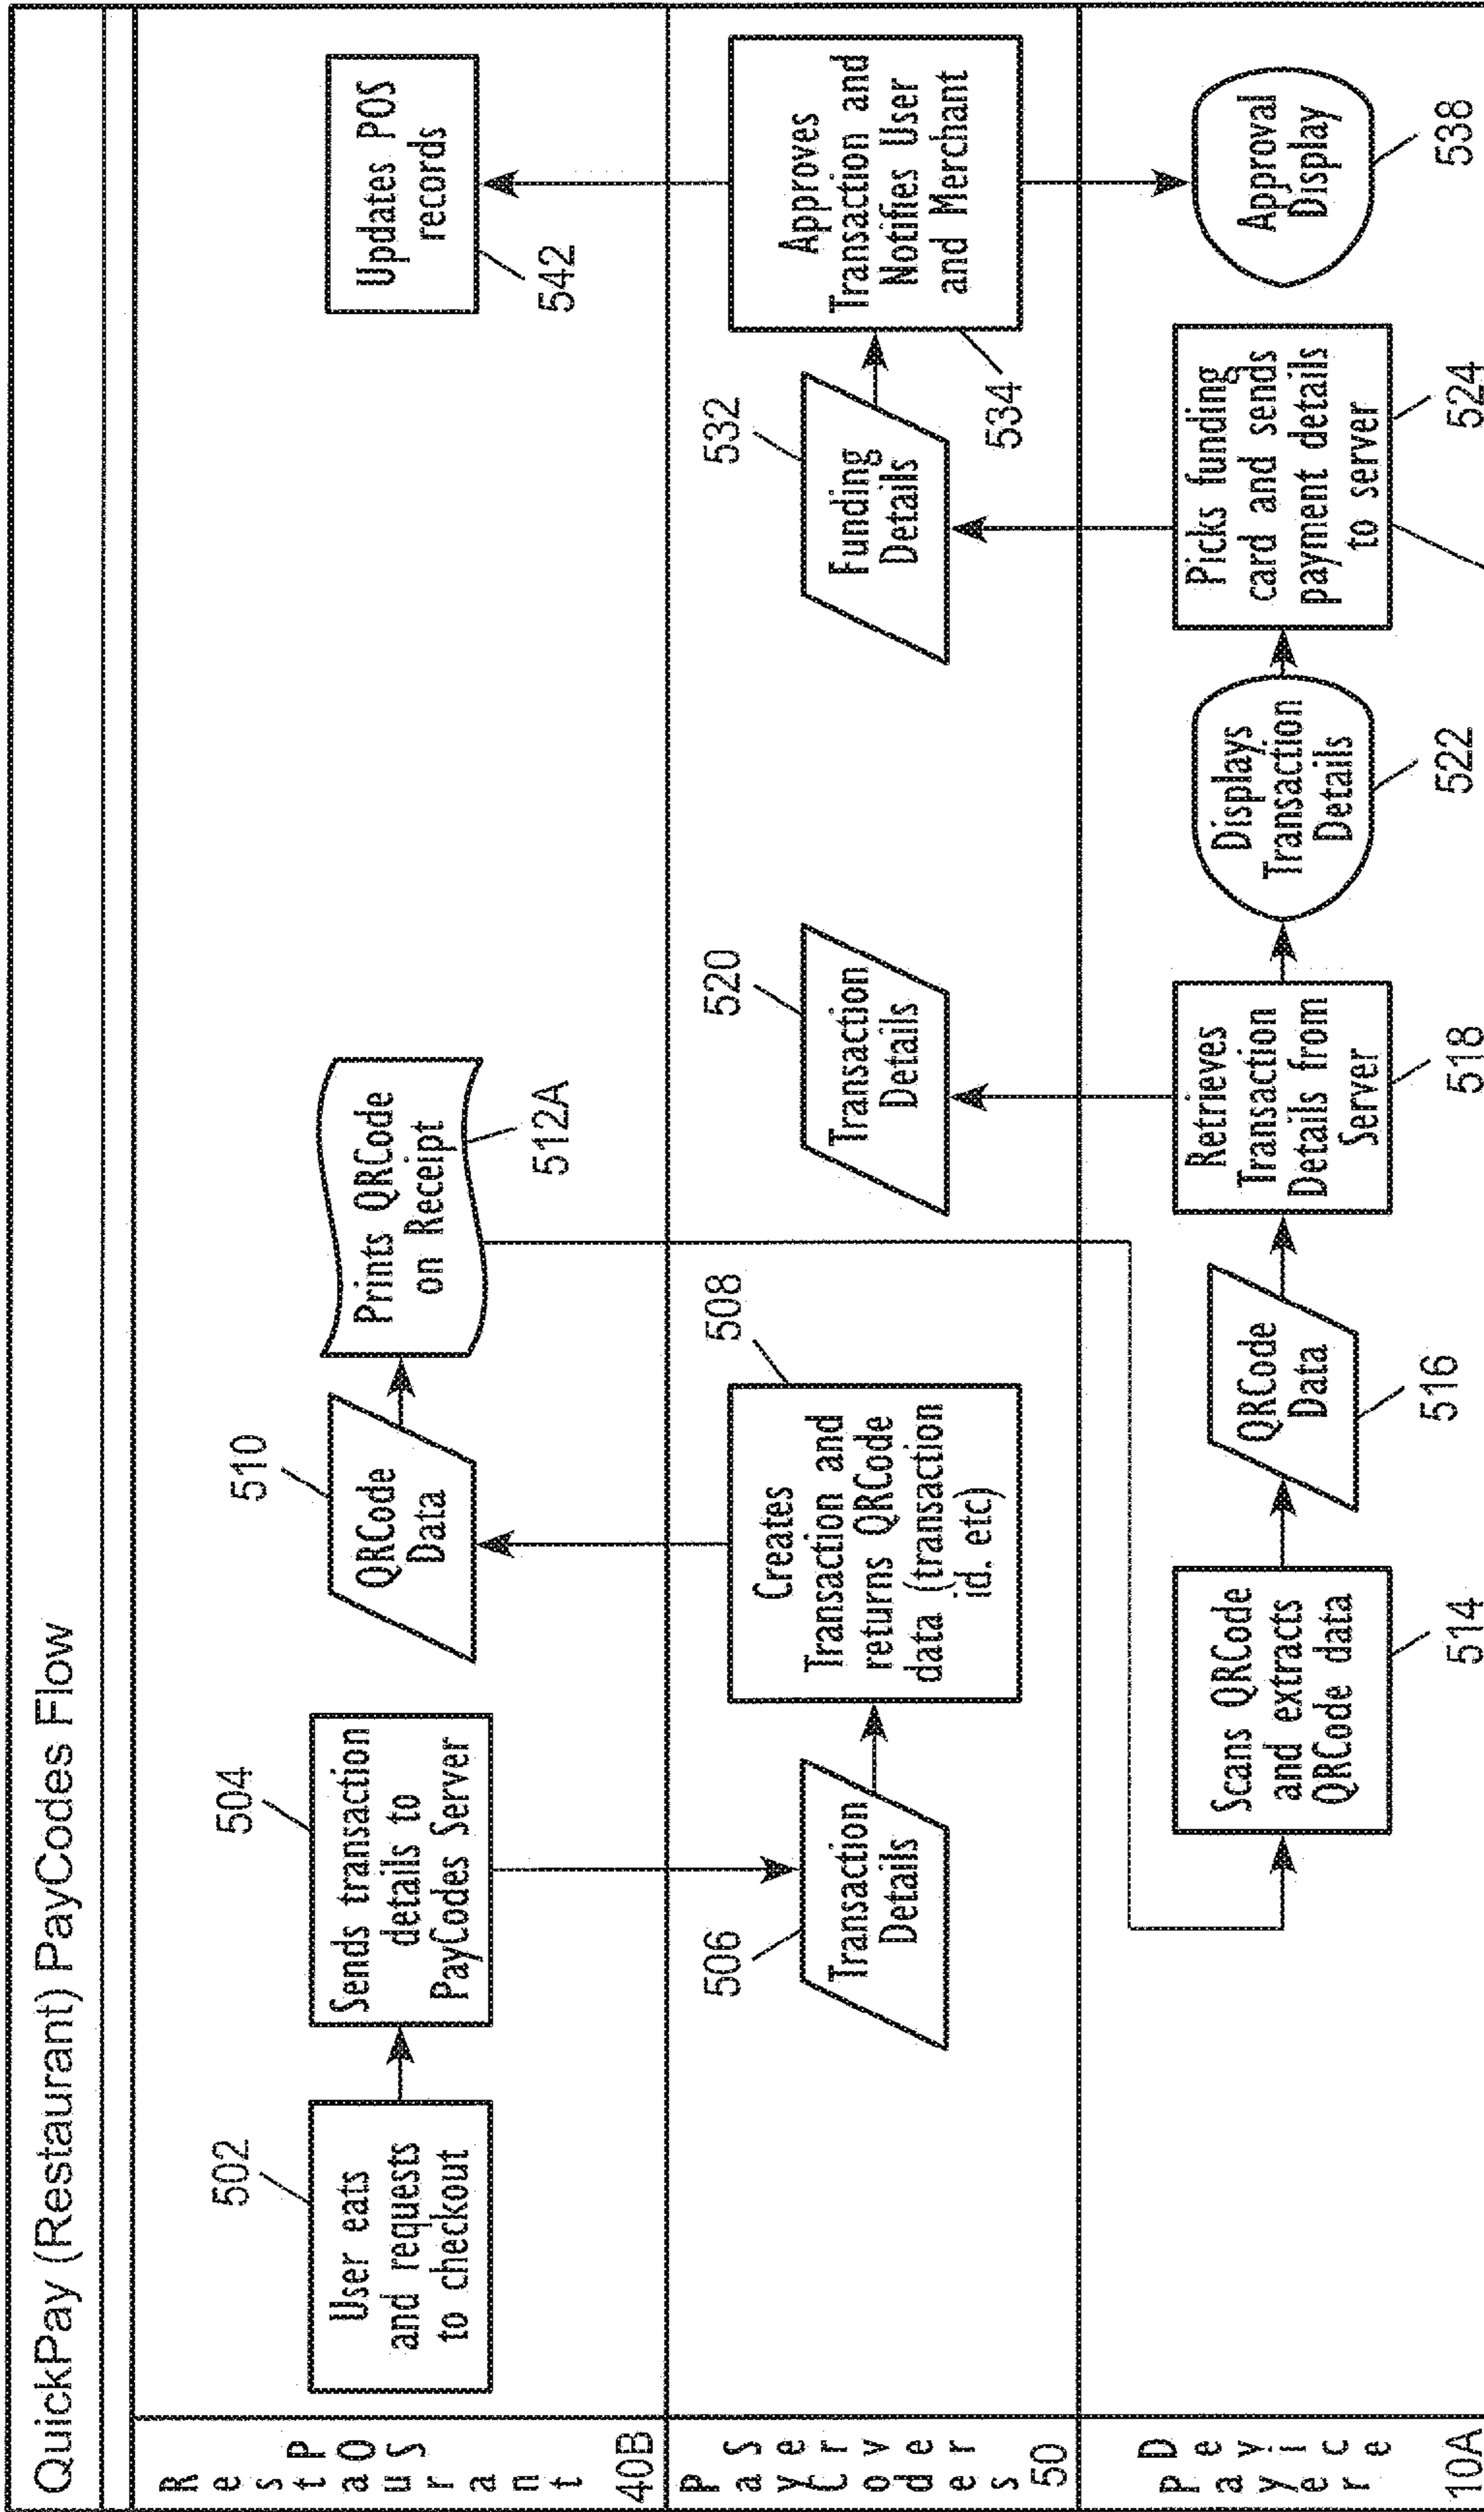 QuickPay (Restaurant) PayCodes Flow
Restaurant
POS
40B
502
User eats
and requests
to checkout
504
Sends transaction
details to
PayCodes Server
510
QRCode
Data
Prints QRCode
on Receipt
512A
Updates POS
records
542
PayCodes
Server
50
506
Transaction
Details
508
Creates
Transaction and
returns QRCode
data (transaction
id. etc)
520
Transaction
Details
532
Funding
Details
Approves
Transaction and
Notifies User
and Merchant
534
Payer
Device
10A
Scans QRCode
and extracts
QRCode data
514
QRCode
Data
516
Retrieves
Transaction
Details from
Server
518
Displays
Transaction
Details
522
Picks funding
card and sends
payment details
to server
524
Approval
Display
538